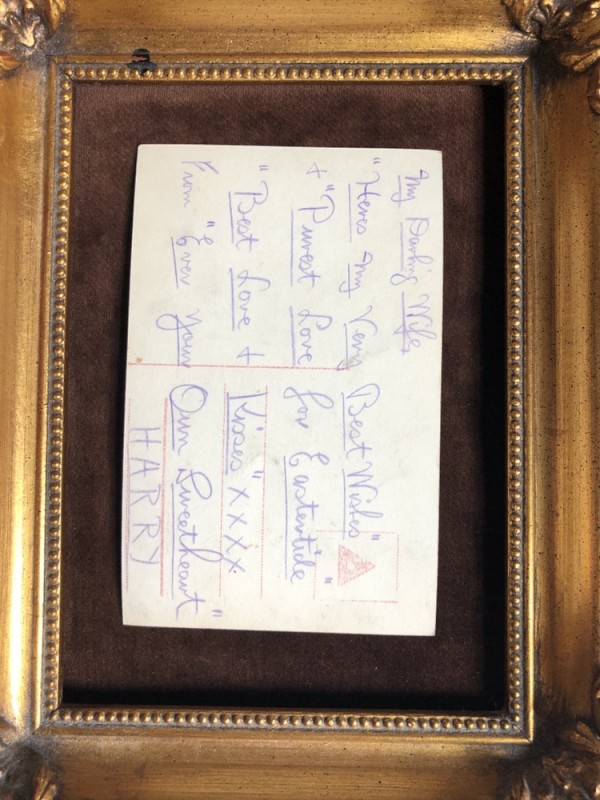 My Darling Wife,
"Heres My Very Best Wishes"
+ "Purest Love for Eastertide"
"Best Love + Kisses" x x x x
From "Ever Your Own Sweetheart"
HARRY